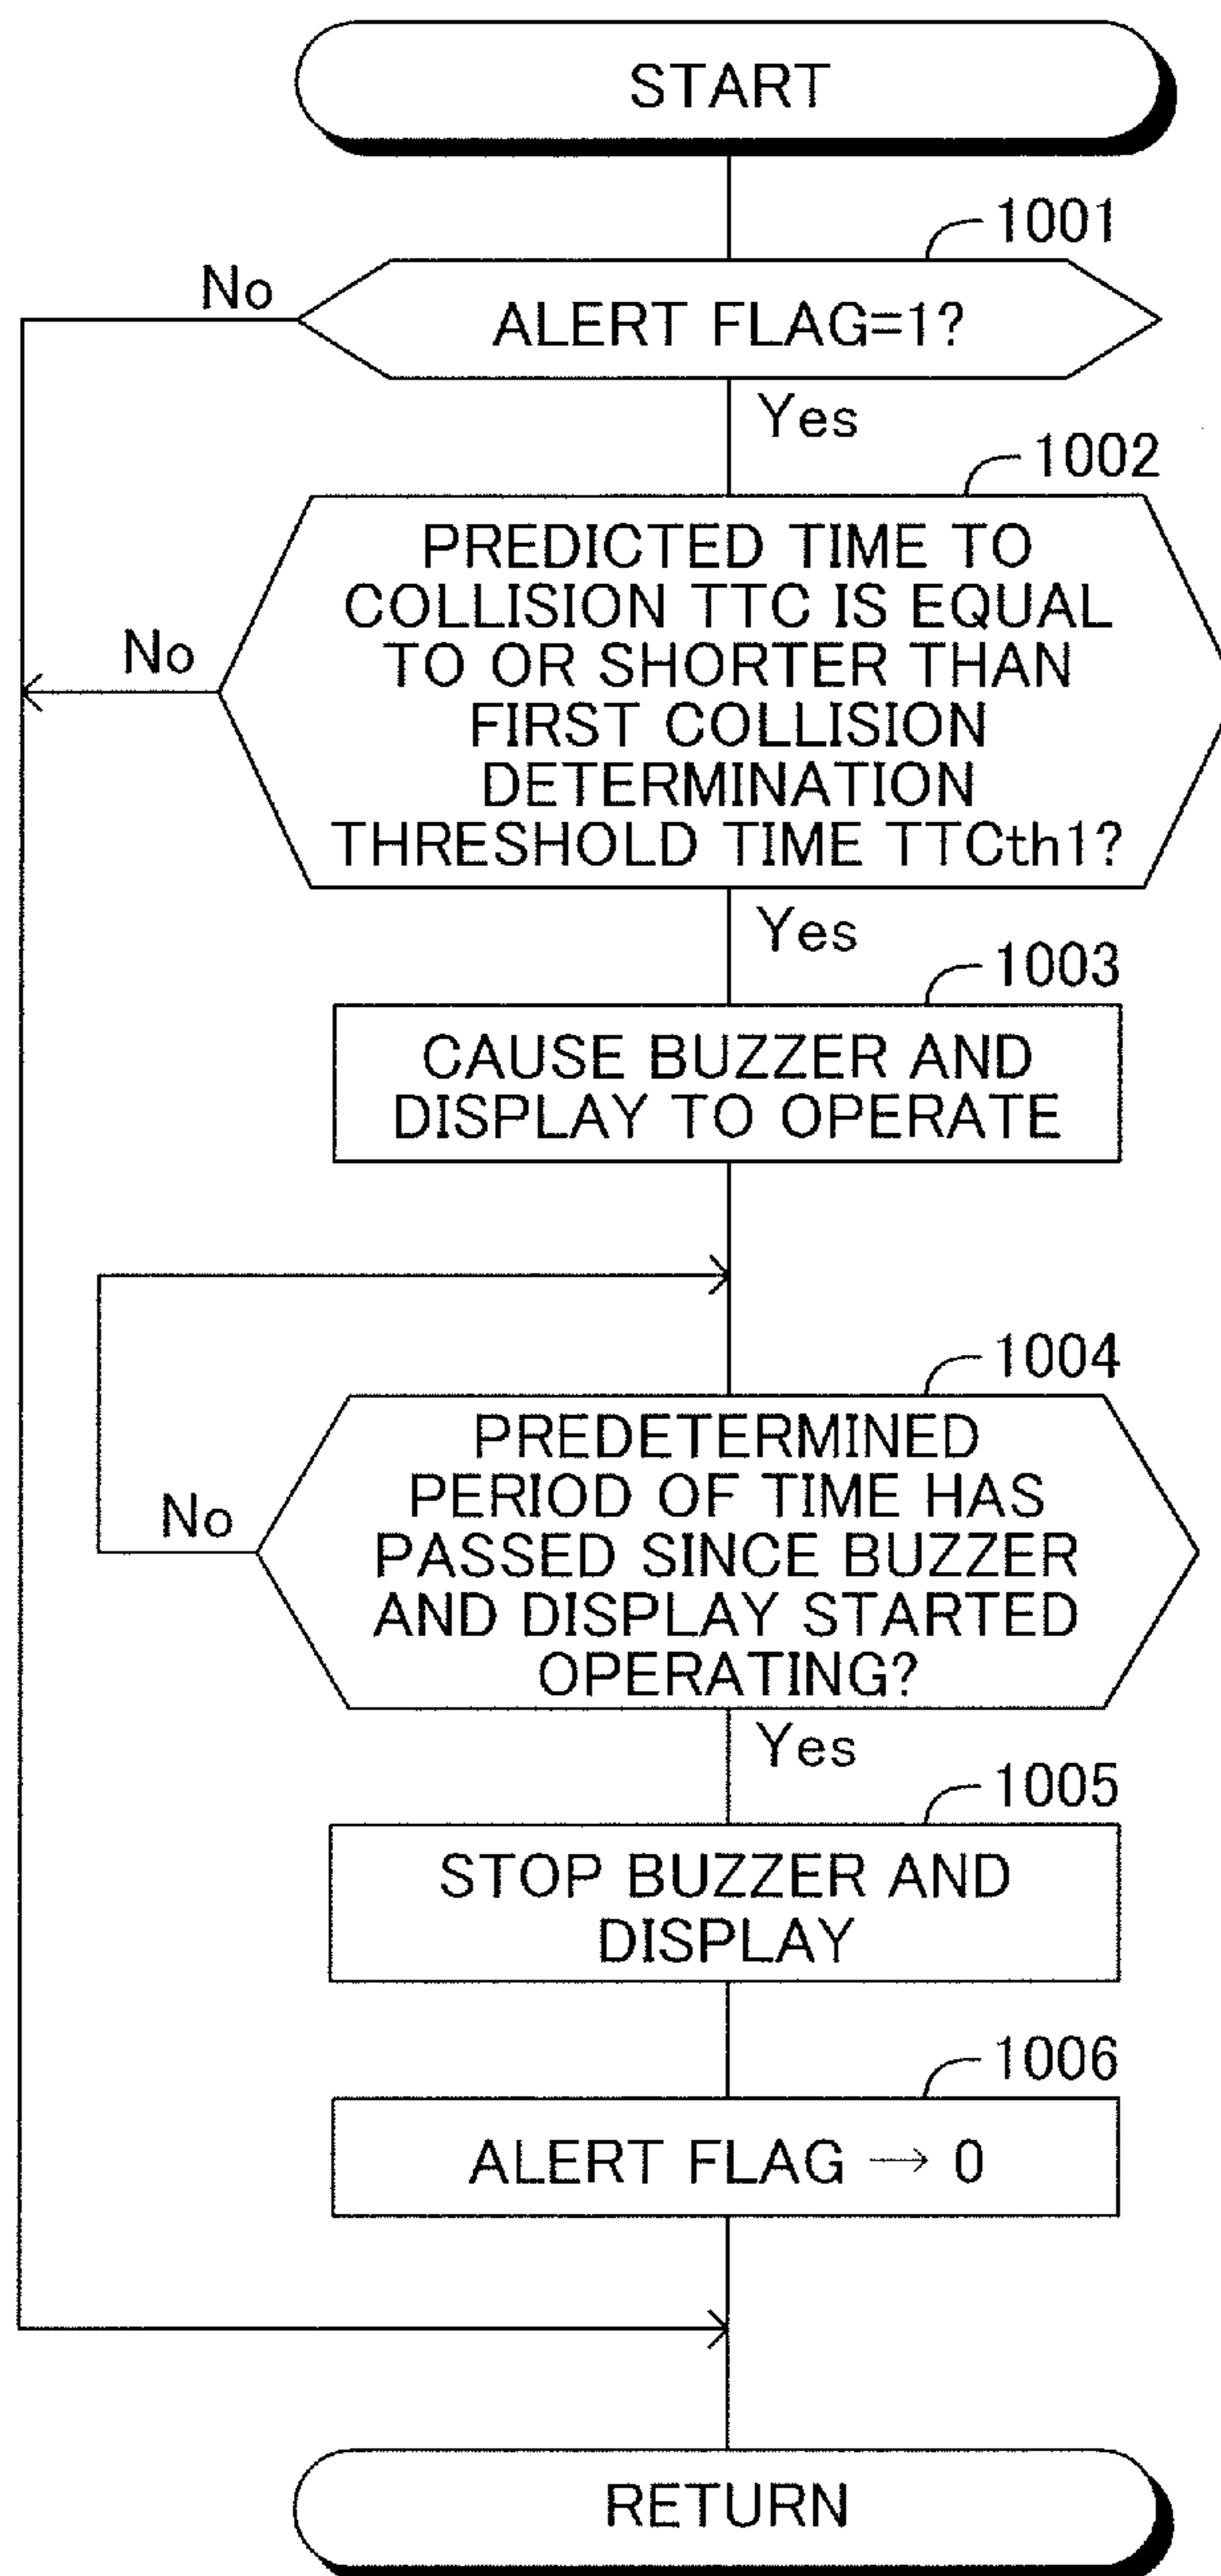 START
1001
No
ALERT FLAG=1?
Yes
1002
PREDICTED TIME TO
COLLISION TTC IS EQUAL
TO OR SHORTER THAN
FIRST COLLISION
DETERMINATION
THRESHOLD TIME TTCth1?
No
Yes
1003
CAUSE BUZZER AND
DISPLAY TO OPERATE
1004
PREDETERMINED
PERIOD OF TIME HAS
PASSED SINCE BUZZER
AND DISPLAY STARTED
OPERATING?
No
Yes
1005
STOP BUZZER AND
DISPLAY
1006
ALERT FLAG → 0
RETURN